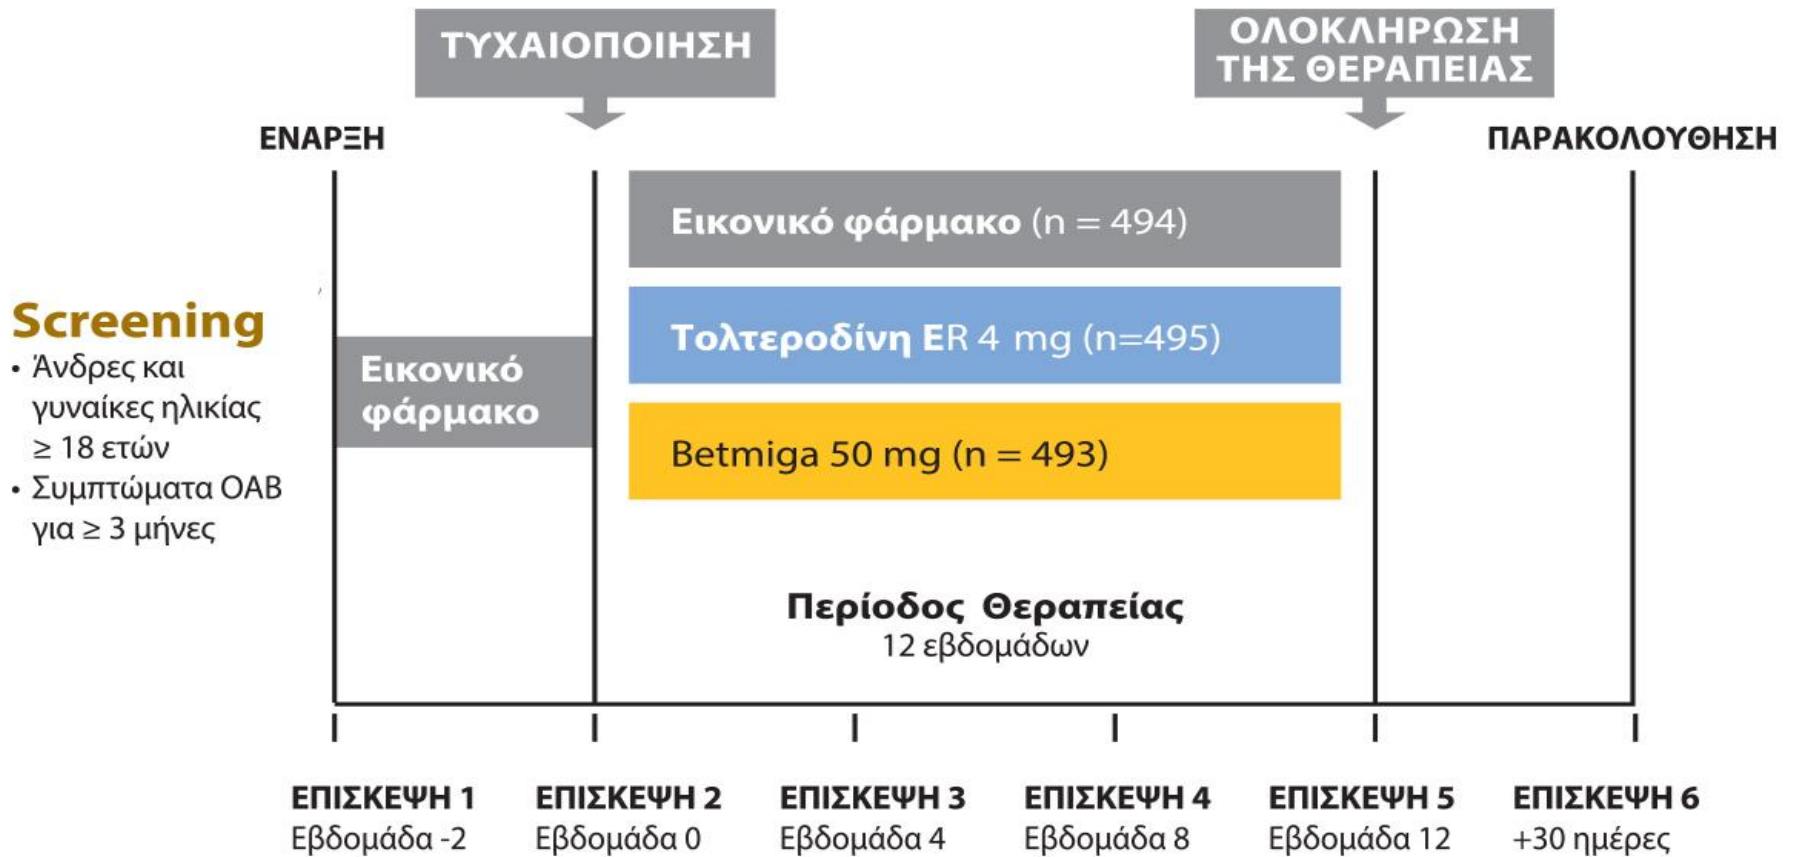 ΤΥΧΑΙΟΠΟΙΗΣΗ
ΟΛΟΚΛΗΡΩΣΗ
ΤΗΣ ΘΕΡΑΠΕΙΑΣ
ΕΝΑΡΞΗ
ΠΑΡΑΚΟΛΟΥΘΗΣΗ
Screening
• Άνδρες και
γυναίκες ηλικίας
≥ 18 ετών
• Συμπτώματα OAB
για ≥ 3 μήνες
Εικονικό
φάρμακο
Εικονικό φάρμακο (n = 494)
Τολτεροδίνη ER 4 mg (n=495)
Betmiga 50 mg (n = 493)
Περίοδος Θεραπείας
12 εβδομάδων
ΕΠΙΣΚΕΨΗ 1
Εβδομάδα -2
ΕΠΙΣΚΕΨΗ 2
Εβδομάδα 0
ΕΠΙΣΚΕΨΗ 3
Εβδομάδα 4
ΕΠΙΣΚΕΨΗ 4
Εβδομάδα 8
ΕΠΙΣΚΕΨΗ 5
Εβδομάδα 12
ΕΠΙΣΚΕΨΗ 6
+30 ημέρες